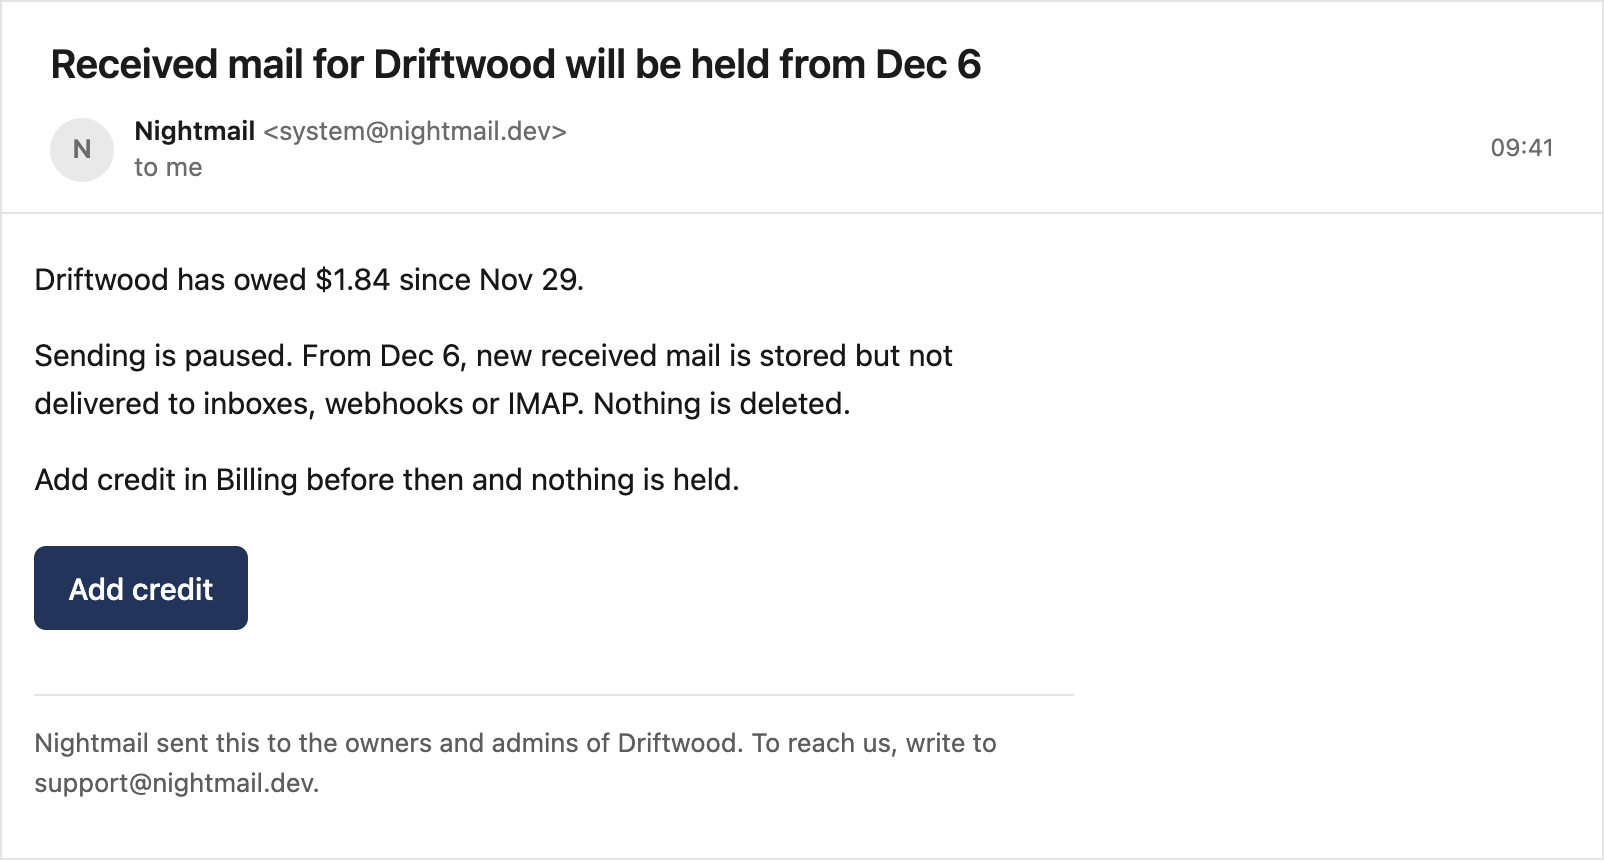 Received mail for Driftwood will be held from Dec 6
N
Nightmail <system@nightmail.dev>
to me
09:41
Driftwood has owed $1.84 since Nov 29.
Sending is paused. From Dec 6, new received mail is stored but not
delivered to inboxes, webhooks or IMAP. Nothing is deleted.
Add credit in Billing before then and nothing is held.
Add credit
Nightmail sent this to the owners and admins of Driftwood. To reach us, write to
support@nightmail.dev.